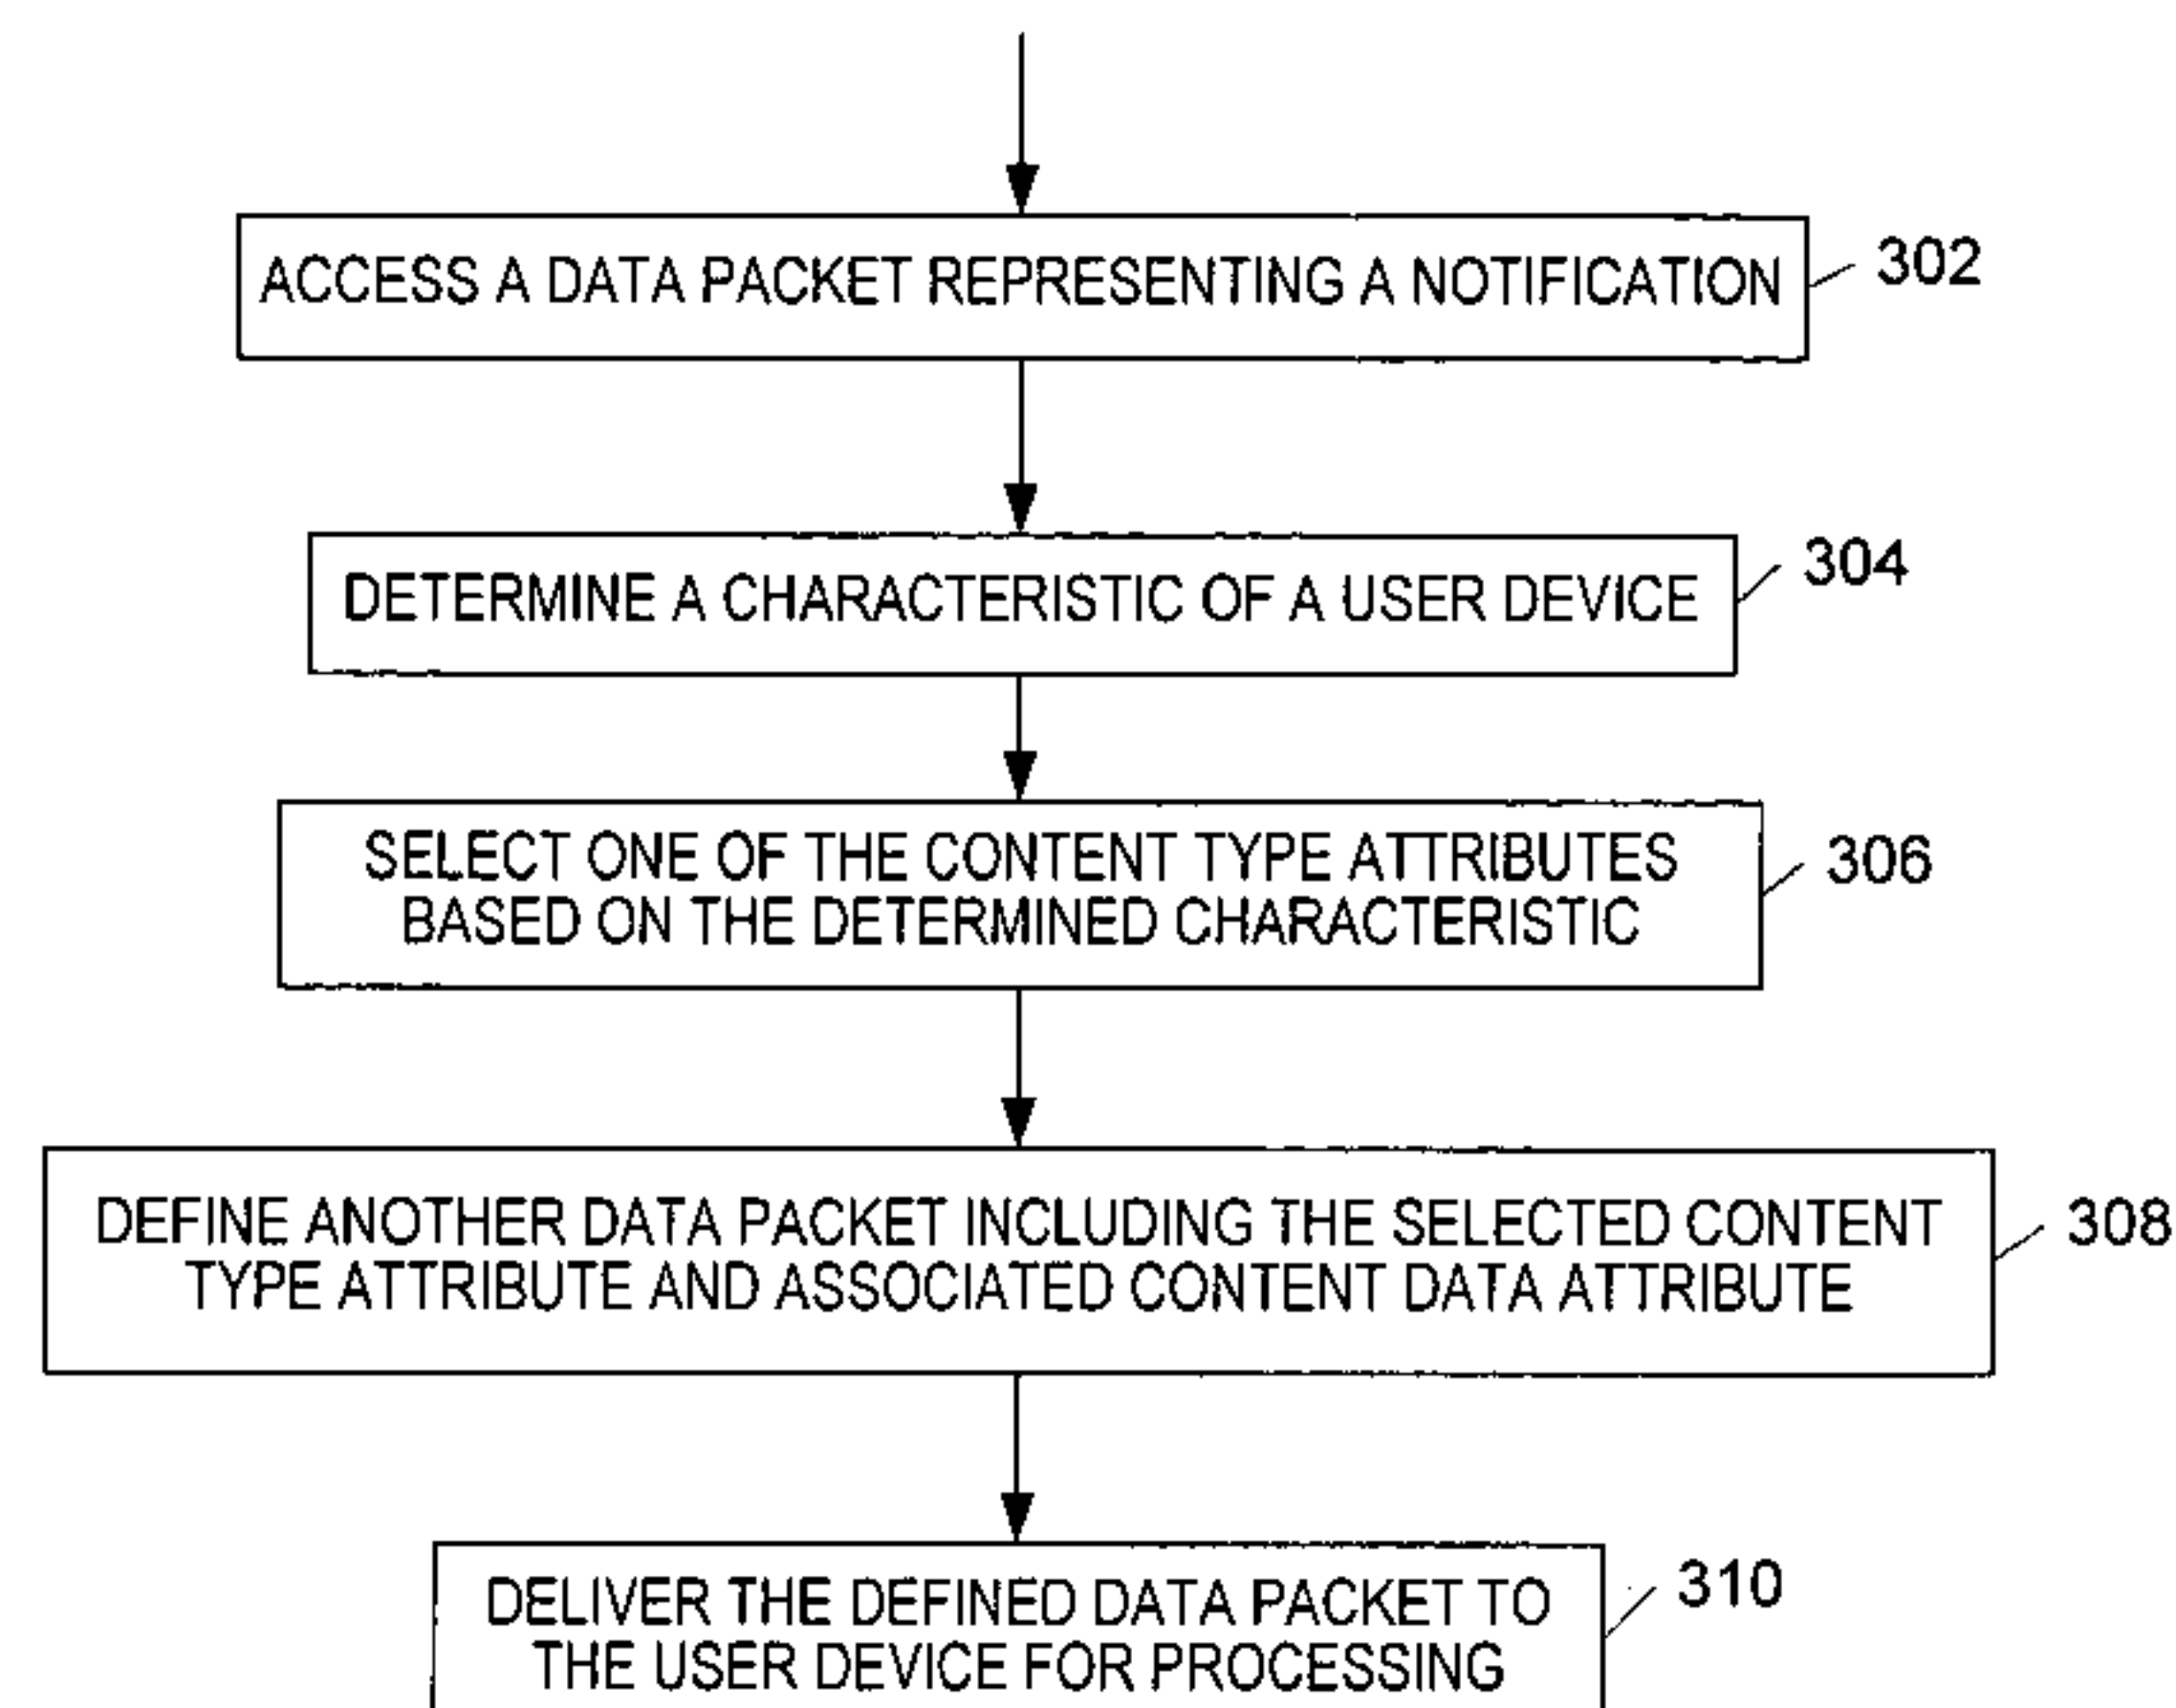 ACCESS A DATA PACKET REPRESENTING A NOTIFICATION
302
DETERMINE A CHARACTERISTIC OF A USER DEVICE
304
SELECT ONE OF THE CONTENT TYPE ATTRIBUTES
BASED ON THE DETERMINED CHARACTERISTIC
306
DEFINE ANOTHER DATA PACKET INCLUDING THE SELECTED CONTENT
TYPE ATTRIBUTE AND ASSOCIATED CONTENT DATA ATTRIBUTE
308
DELIVER THE DEFINED DATA PACKET TO
THE USER DEVICE FOR PROCESSING
310